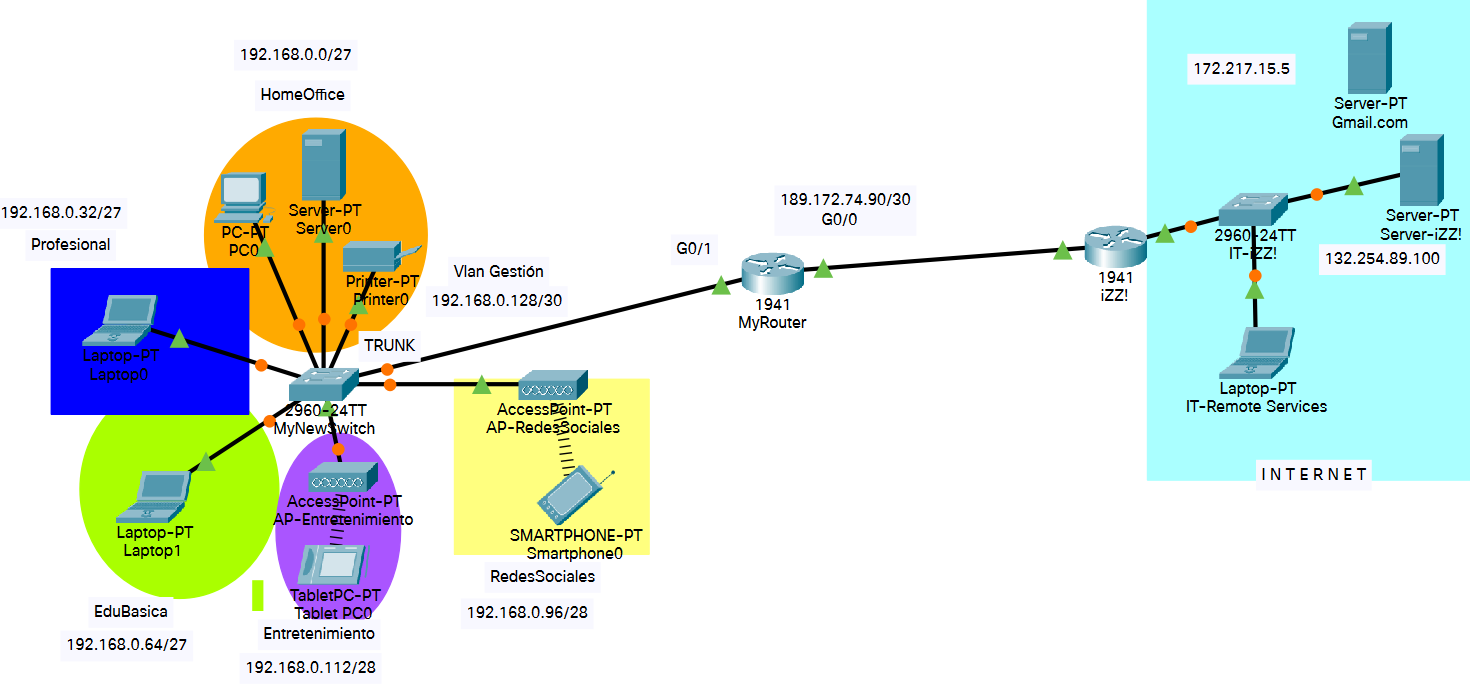 192.168.0.0/27
HomeOffice
192.168.0.32/27
Profesional
PC-PT
PC0
Server-PT
Server0
Printer-PT
Printer0
Laptop-PT
Laptop0
Vlan Gestión
192.168.0.128/30
TRUNK
2960-24TT
MyNewSwitch
G0/1
189.172.74.90/30
G0/0
1941
MyRouter
1941
iZZ!
172.217.15.5
Server-PT
Gmail.com
2960-24TT
IT-iZZ!
Server-PT
Server-iZZ!
132.254.89.100
Laptop-PT
IT-Remote Services
INTERNET
AccessPoint-PT
AP-RedesSociales
SMARTPHONE-PT
Smartphone0
RedesSociales
192.168.0.96/28
AccessPoint-PT
AP-Entretenimiento
TabletPC-PT
Tablet PC0
Entretenimiento
192.168.0.112/28
Laptop-PT
Laptop1
EduBasica
192.168.0.64/27